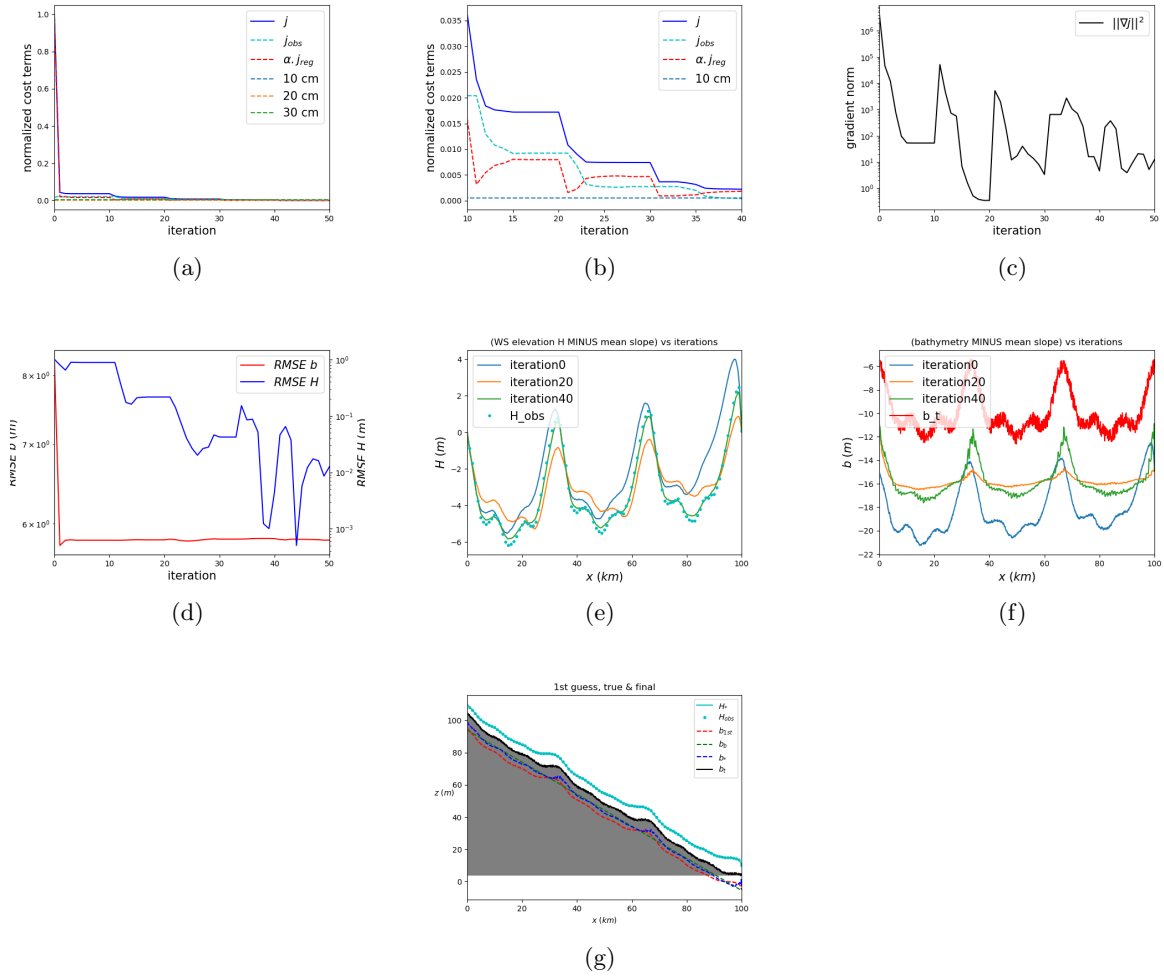 1.0
0.8
0.6
0.4
0.2
0.0
0 10 20 30 40 50
normalized cost terms
iteration
j
j_obs
α.j_reg
10 cm
20 cm
30 cm
(a)
0.035
0.030
0.025
0.020
0.015
0.010
0.005
0.000
10 15 20 25 30 35 40
normalized cost terms
iteration
j
j_obs
α.j_reg
10 cm
(b)
10^6
10^5
10^4
10^3
10^2
10^1
10^0
0 10 20 30 40 50
gradient norm
iteration
||∇j||^2
(c)
8 × 10^0
7 × 10^0
6 × 10^0
10^0
10^-1
10^-2
10^-3
0 10 20 30 40 50
RMSE b (m)
RMSE H (m)
iteration
RMSE b
RMSE H
(d)
(WS elevation H MINUS mean slope) vs iterations
4
2
0
−2
−4
−6
0 20 40 60 80 100
H (m)
x (km)
iteration0
iteration20
iteration40
H_obs
(e)
(bathymetry MINUS mean slope) vs iterations
−6
−8
−10
−12
−14
−16
−18
−20
−22
0 20 40 60 80 100
b (m)
x (km)
iteration0
iteration20
iteration40
b_t
(f)
1st guess, true & final
100
80
60
40
20
0
0 20 40 60 80 100
z (m)
x (km)
H_*
H_obs
b_1st
b_b
b_*
b_t
(g)